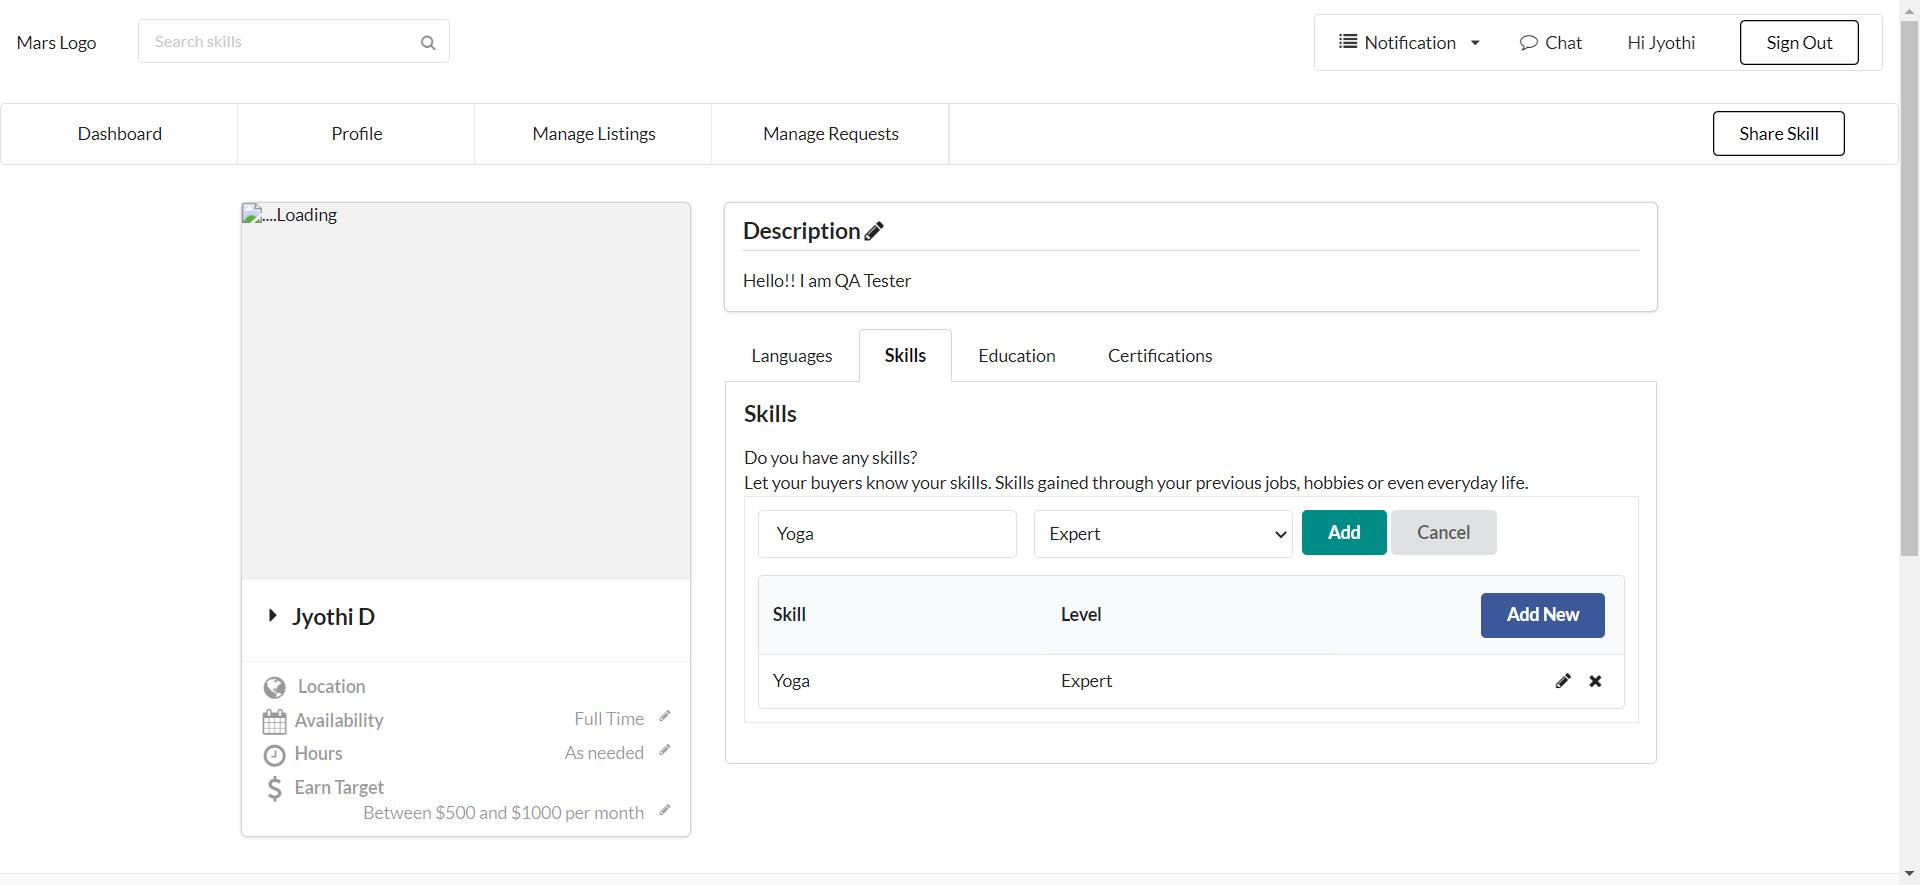 Mars Logo
Search skills
Notification
Chat
Hi Jyothi
Sign Out
Dashboard
Profile
Manage Listings
Manage Requests
Share Skill
....Loading
Jyothi D
Location
Availability
Full Time
Hours
As needed
Earn Target
Between $500 and $1000 per month
Description
Hello!! I am QA Tester
Languages
Skills
Education
Certifications
Skills
Do you have any skills?
Let your buyers know your skills. Skills gained through your previous jobs, hobbies or even everyday life.
Yoga
Expert
Add
Cancel
Skill
Level
Add New
Yoga
Expert